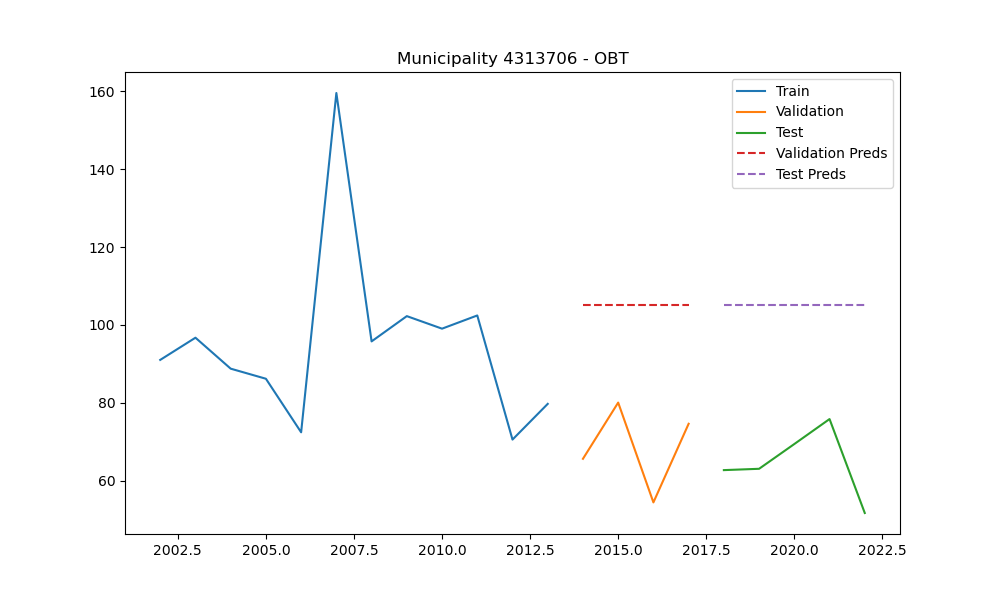 Municipality 4313706 - OBT
160
140
120
100
80
60
2002.5 2005.0 2007.5 2010.0 2012.5 2015.0 2017.5 2020.0 2022.5
Train
Validation
Test
Validation Preds
Test Preds